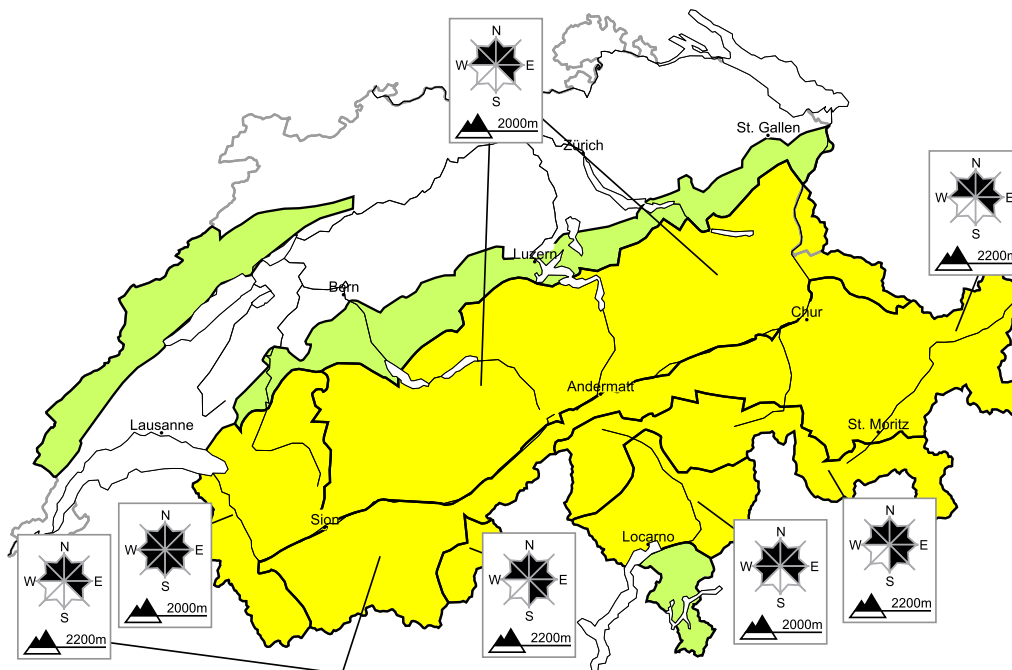 N
W E
S
2000m
St. Gallen
Zürich
N
W E
S
2200m
Luzern
Bern
Chur
Andermatt
Lausanne
St. Moritz
Sion
Locarno
N
W E
S
2000m
N
W E
S
2200m
N
W E
S
2200m
N
W E
S
2000m
N
W E
S
2200m